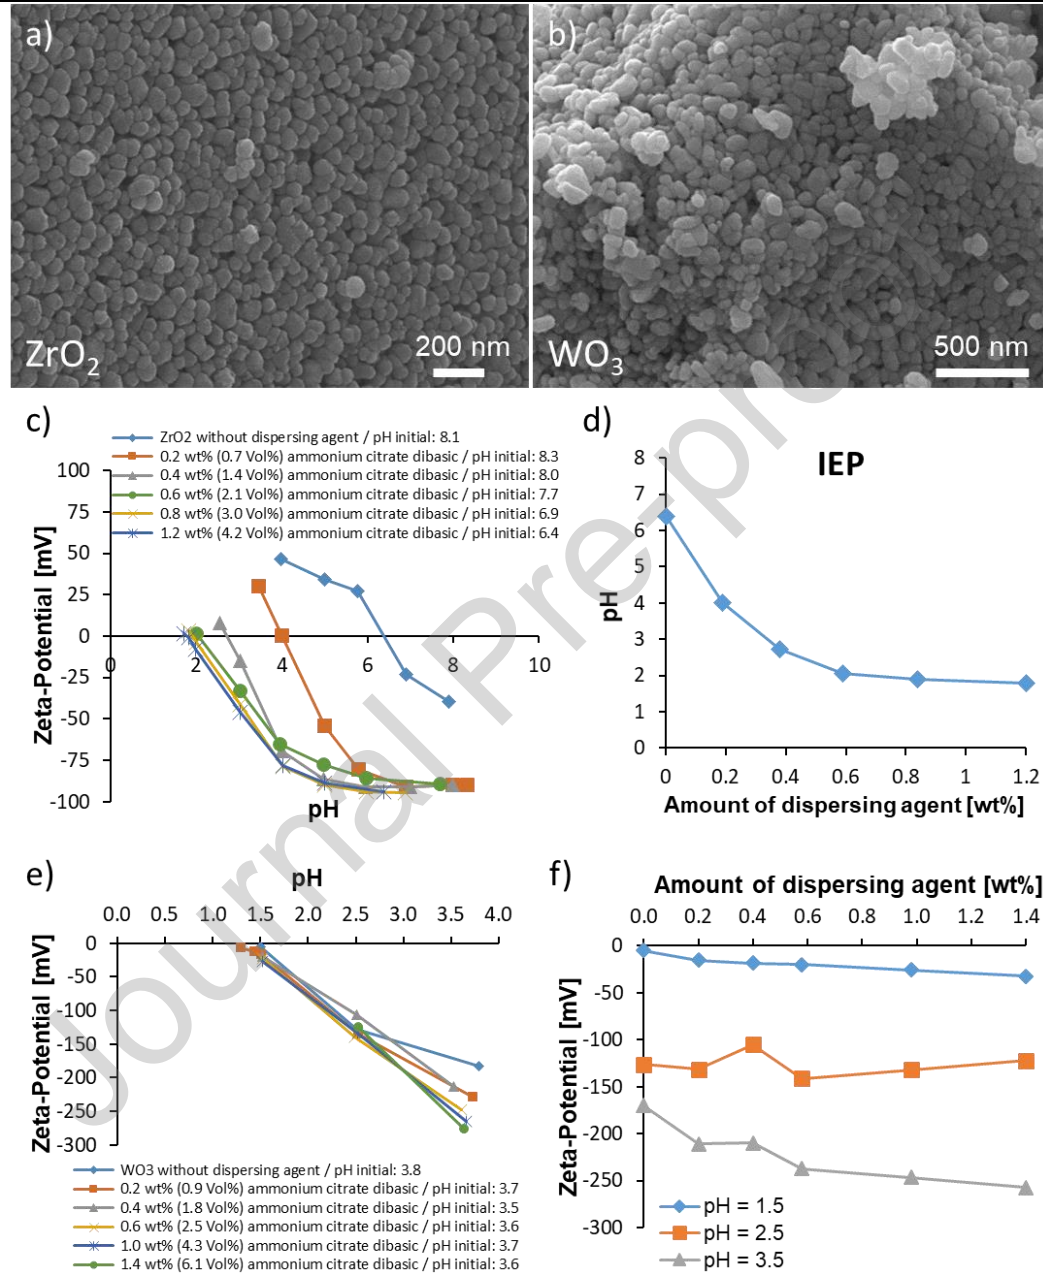 a)
ZrO2
200 nm
b)
WO3
500 nm
c)
ZrO2 without dispersing agent / pH initial: 8.1
0.2 wt% (0.7 Vol%) ammonium citrate dibasic / pH initial: 8.3
0.4 wt% (1.4 Vol%) ammonium citrate dibasic / pH initial: 8.0
0.6 wt% (2.1 Vol%) ammonium citrate dibasic / pH initial: 7.7
0.8 wt% (3.0 Vol%) ammonium citrate dibasic / pH initial: 6.9
1.2 wt% (4.2 Vol%) ammonium citrate dibasic / pH initial: 6.4
Zeta-Potential [mV]
100
75
50
25
0
-25
-50
-75
-100
0 2 4 6 8 10
pH
d)
IEP
pH
8
7
6
5
4
3
2
1
0
0 0.2 0.4 0.6 0.8 1 1.2
Amount of dispersing agent [wt%]
Journal Pre-pro
e)
pH
0.0 0.5 1.0 1.5 2.0 2.5 3.0 3.5 4.0
Zeta-Potential [mV]
0
-50
-100
-150
-200
-250
-300
WO3 without dispersing agent / pH initial: 3.8
0.2 wt% (0.9 Vol%) ammonium citrate dibasic / pH initial: 3.7
0.4 wt% (1.8 Vol%) ammonium citrate dibasic / pH initial: 3.5
0.6 wt% (2.5 Vol%) ammonium citrate dibasic / pH initial: 3.6
1.0 wt% (4.3 Vol%) ammonium citrate dibasic / pH initial: 3.7
1.4 wt% (6.1 Vol%) ammonium citrate dibasic / pH initial: 3.6
f)
Amount of dispersing agent [wt%]
0.0 0.2 0.4 0.6 0.8 1.0 1.2 1.4
Zeta-Potential [mV]
0
-50
-100
-150
-200
-250
-300
pH = 1.5
pH = 2.5
pH = 3.5